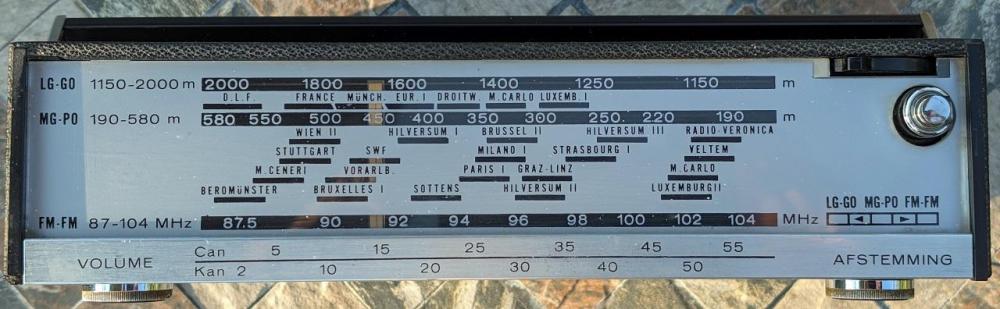 LG-GO 1150-2000 m 2000 1800 1600 1400 1250 1150 m
D.L.F. FRANCE MÜNCH. EUR.I DROITW. M.CARLO LUXEMB.I
MG-PO 190-580 m 580 550 500 450 400 350 300 250 220 190 m
WIEN II HILVERSUM I BRUSSEL II HILVERSUM III RADIO-VERONICA
STUTTGART SWF MILANO I STRASBOURG I VELTEM
M.CENERI VORARLB. PARIS I GRAZ-LINZ M.CARLO
BEROMÜNSTER BRUXELLES I SOTTENS HILVERSUM II LUXEMBURG II
LG-GO MG-PO FM-FM
FM-FM 87-104 MHz 87.5 90 92 94 96 98 100 102 104 MHz
Can 5 15 25 35 45 55
VOLUME AFSTEMMING
Kan 2 10 20 30 40 50